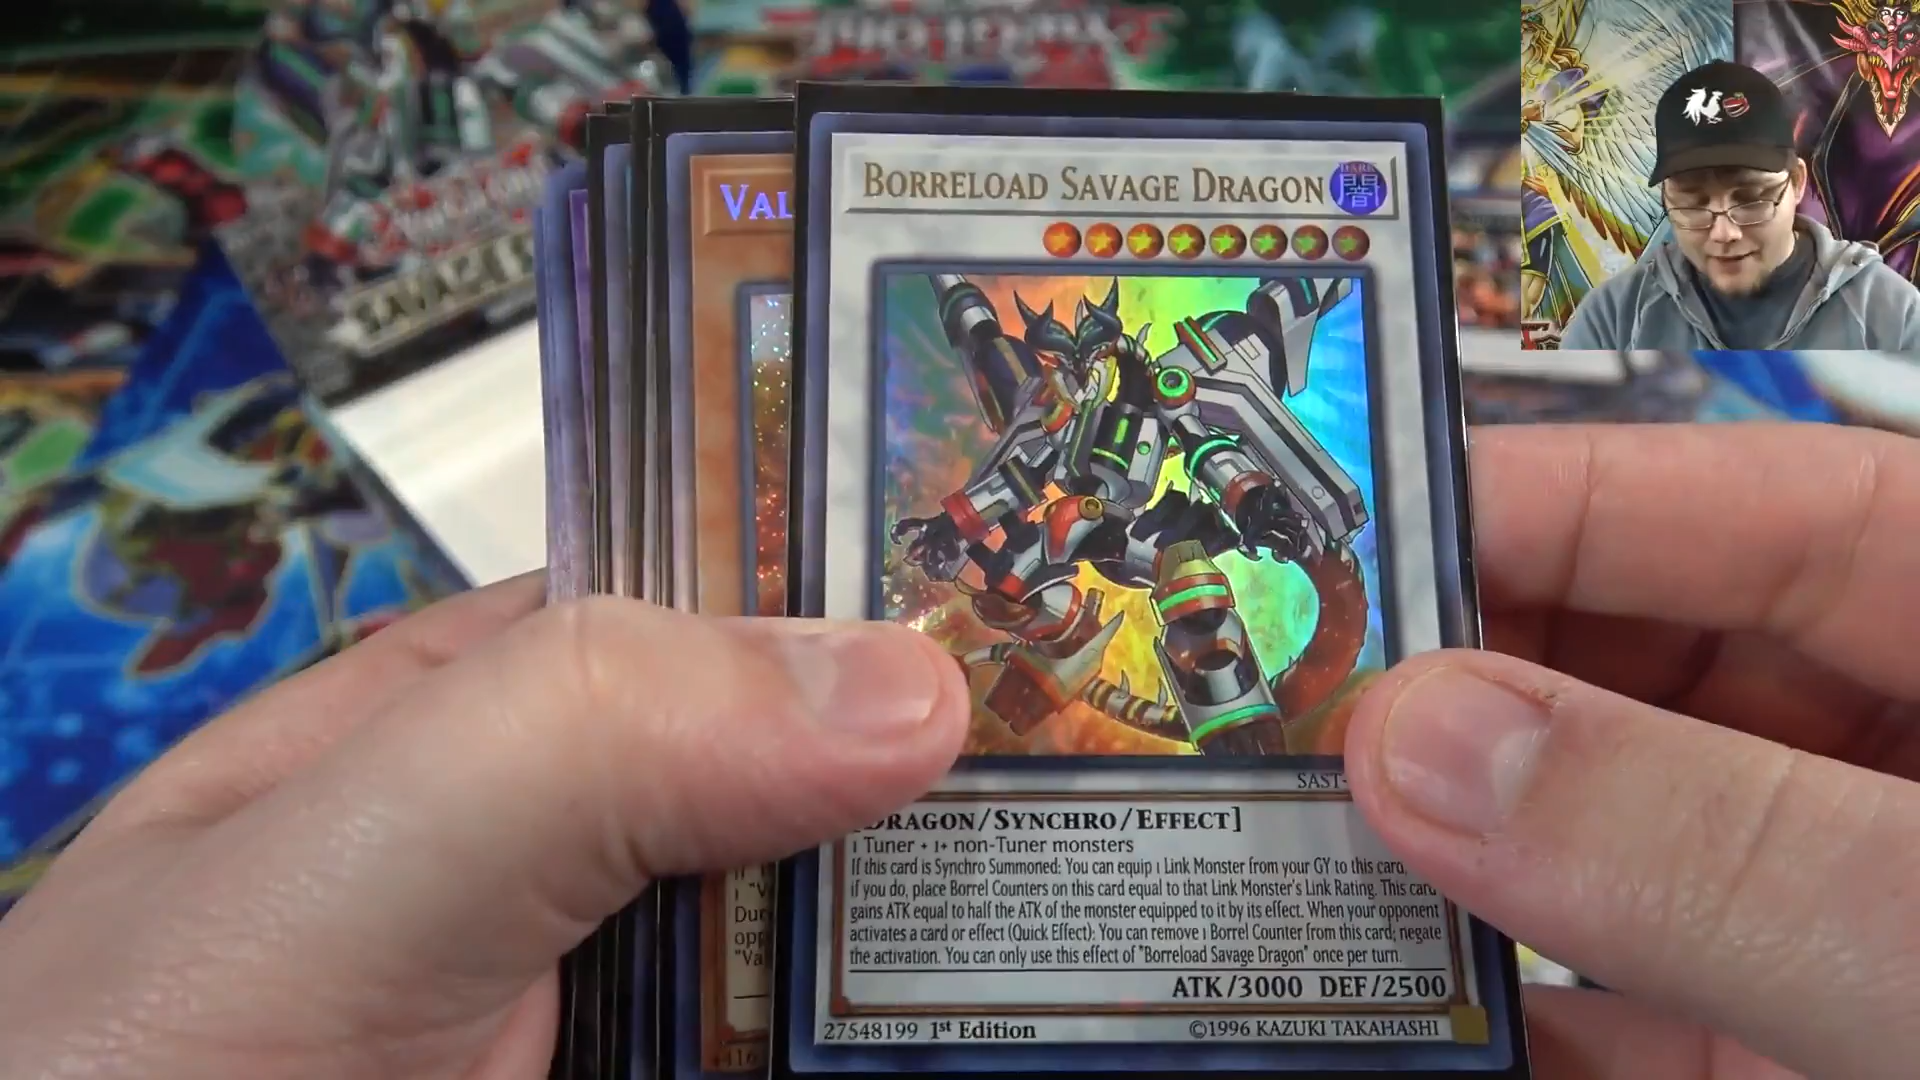 BORRELOAD SAVAGE DRAGON
DARK
闇
VAL
SAST-
[DRAGON/SYNCHRO/EFFECT]
1 Tuner + 1+ non-Tuner monsters
If this card is Synchro Summoned: You can equip 1 Link Monster from your GY to this card,
if you do, place Borrel Counters on this card equal to that Link Monster's Link Rating. This card
gains ATK equal to half the ATK of the monster equipped to it by its effect. When your opponent
activates a card or effect (Quick Effect): You can remove 1 Borrel Counter from this card; negate
the activation. You can only use this effect of "Borreload Savage Dragon" once per turn.
ATK/3000 DEF/2500
27548199 1st Edition
©1996 KAZUKI TAKAHASHI
1 "V
Dur
opp
"Va